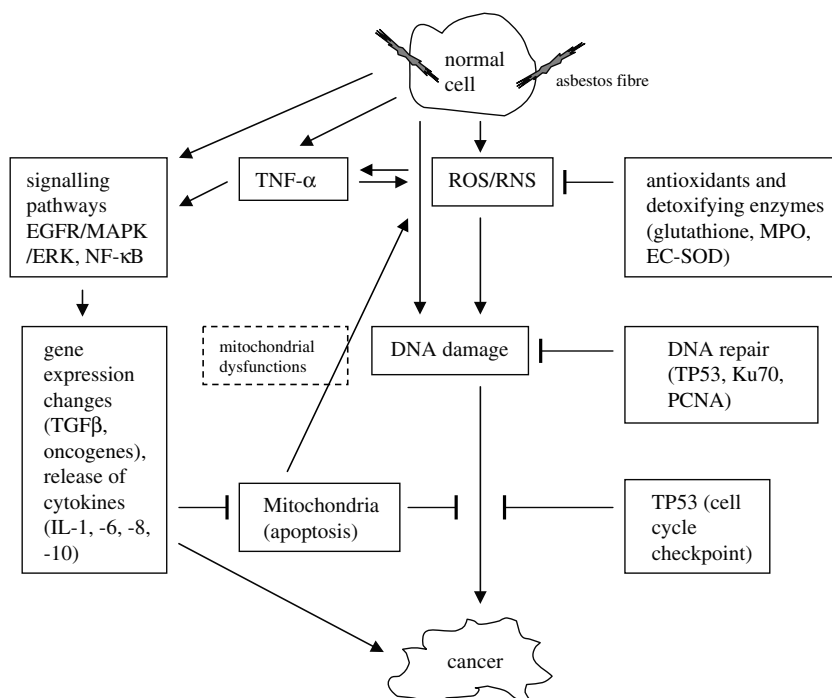 normal
cell
asbestos fibre
signalling
pathways
EGFR/MAPK
/ERK, NF-κB
TNF-α
ROS/RNS
antioxidants and
detoxifying enzymes
(glutathione, MPO,
EC-SOD)
gene
expression
changes
(TGFβ,
oncogenes),
release of
cytokines
(IL-1, -6, -8,
-10)
mitochondrial
dysfunctions
DNA damage
DNA repair
(TP53, Ku70,
PCNA)
Mitochondria
(apoptosis)
TP53 (cell
cycle
checkpoint)
cancer